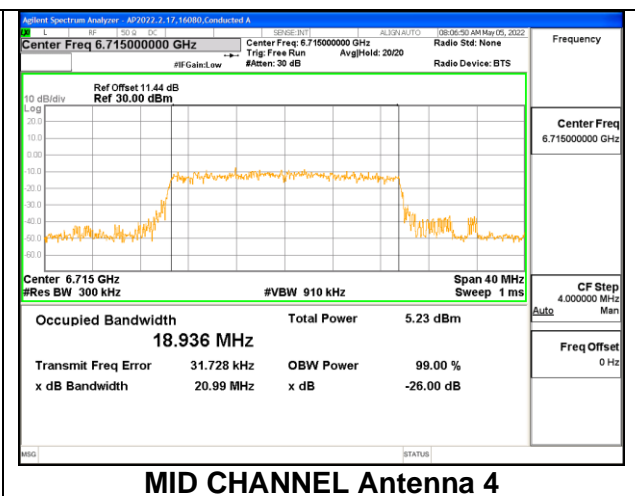 Agilent Spectrum Analyzer - AP2022.2.17,16080,Conducted A
L RF 50 Ω DC SENSE:INT ALIGN AUTO 08:06:50 AM May 05, 2022
Center Freq 6.715000000 GHz
Center Freq: 6.715000000 GHz
Radio Std: None
Trig: Free Run Avg|Hold: 20/20
#IFGain:Low #Atten: 30 dB Radio Device: BTS
Frequency
Ref Offset 11.44 dB
10 dB/div Ref 30.00 dBm
Log
20.0
10.0
0.00
-10.0
-20.0
-30.0
-40.0
-50.0
-60.0
Center 6.715 GHz Span 40 MHz
#Res BW 300 kHz #VBW 910 kHz Sweep 1 ms
Occupied Bandwidth Total Power 5.23 dBm
18.936 MHz
Transmit Freq Error 31.728 kHz OBW Power 99.00 %
x dB Bandwidth 20.99 MHz x dB -26.00 dB
Center Freq
6.715000000 GHz
CF Step
4.000000 MHz
Auto Man
Freq Offset
0 Hz
MSG STATUS
MID CHANNEL Antenna 4